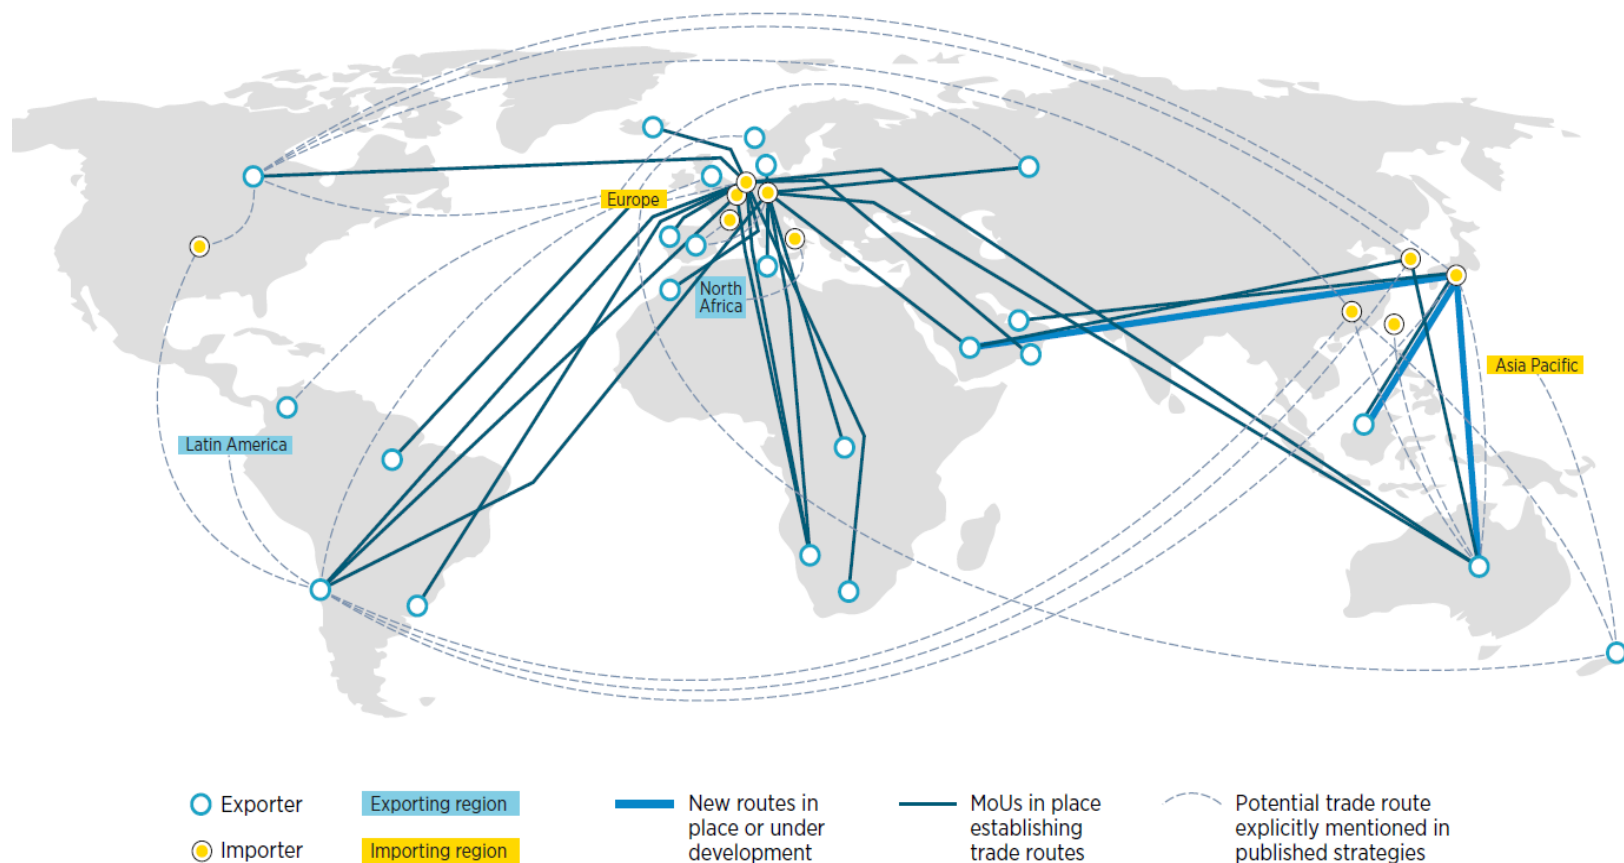 Europe
North
Africa
Asia Pacific
Latin America
Exporter
Exporting region
New routes in
place or under
development
MoUs in place
establishing
trade routes
Potential trade route
explicitly mentioned in
published strategies
Importer
Importing region